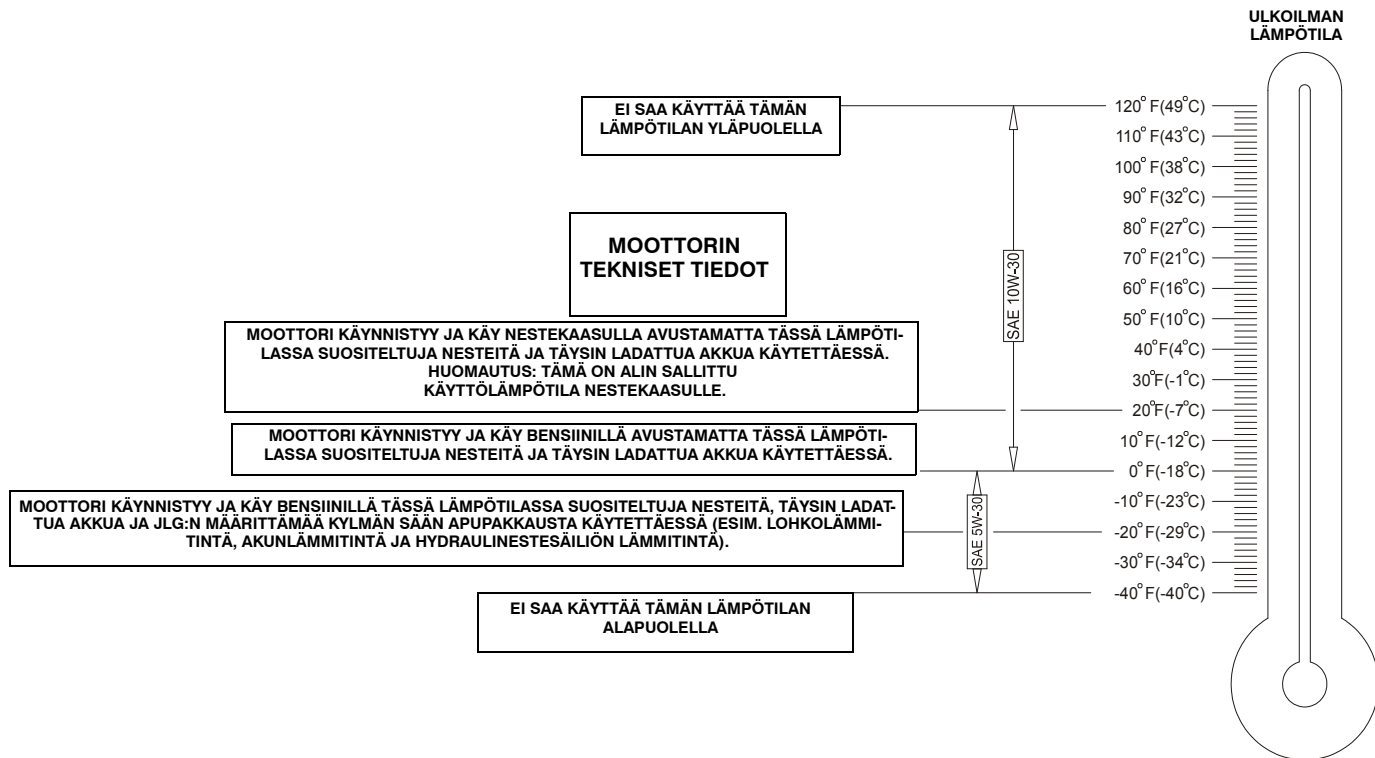 ULKOILMAN
LÄMPÖTILA
EI SAA KÄYTTÄÄ TÄMÄN
LÄMPÖTILAN YLÄPUOLELLA
MOOTTORIN
TEKNISET TIEDOT
MOOTTORI KÄYNNISTYY JA KÄY NESTEKAASULLA AVUSTAMATTA TÄSSÄ LÄMPÖTI-
LASSA SUOSITELTUJA NESTEITÄ JA TÄYSIN LADATTUA AKKUA KÄYTETTÄESSÄ.
HUOMAUTUS: TÄMÄ ON ALIN SALLITTU
KÄYTTÖLÄMPÖTILA NESTEKAASULLE.
MOOTTORI KÄYNNISTYY JA KÄY BENSIINILLÄ AVUSTAMATTA TÄSSÄ LÄMPÖTI-
LASSA SUOSITELTUJA NESTEITÄ JA TÄYSIN LADATTUA AKKUA KÄYTETTÄESSÄ.
MOOTTORI KÄYNNISTYY JA KÄY BENSIINILLÄ TÄSSÄ LÄMPÖTILASSA SUOSITELTUJA NESTEITÄ, TÄYSIN LADAT-
TUA AKKUA JA JLG:N MÄÄRITTÄMÄÄ KYLMÄN SÄÄN APUPAKKAUSTA KÄYTETTÄESSÄ (ESIM. LOHKOLÄMMI-
TINTÄ, AKUNLÄMMITINTÄ JA HYDRAULINESTESÄILIÖN LÄMMITINTÄ).
EI SAA KÄYTTÄÄ TÄMÄN LÄMPÖTILAN
ALAPUOLELLA
SAE 10W-30
SAE 5W-30
120° F(49°C)
110° F(43°C)
100° F(38°C)
90° F(32°C)
80° F(27°C)
70° F(21°C)
60° F(16°C)
50° F(10°C)
40°F(4°C)
30°F(-1°C)
20°F(-7°C)
10° F(-12°C)
0° F(-18°C)
-10° F(-23°C)
-20° F(-29°C)
-30° F(-34°C)
-40° F(-40°C)